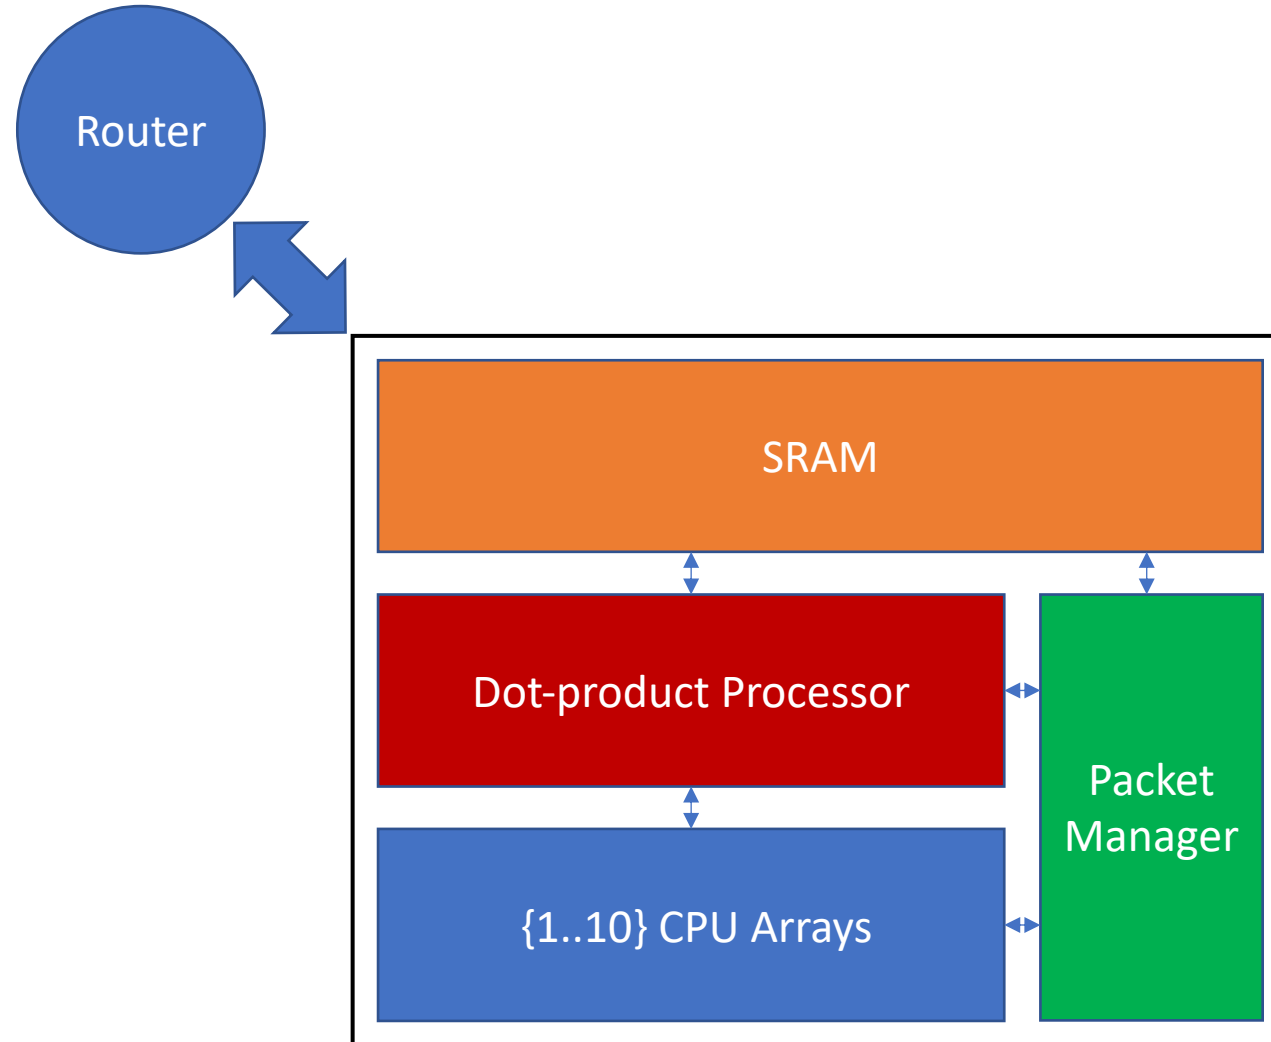 Router
SRAM
Dot-product Processor
Packet
Manager
{1..10} CPU Arrays